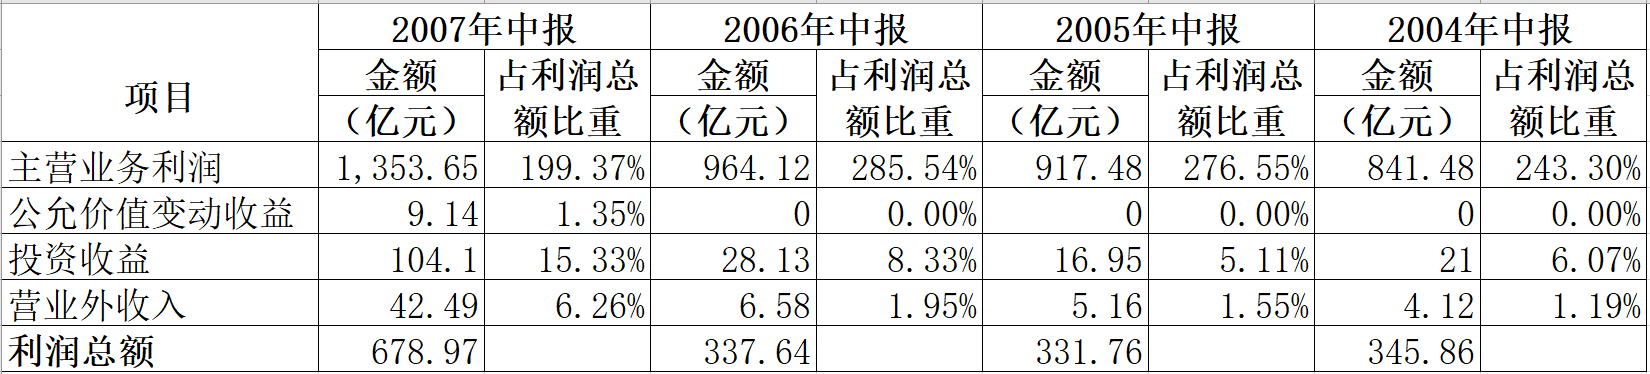 项目 2007年中报 2006年中报 2005年中报 2004年中报
金额（亿元） 占利润总额比重 金额（亿元） 占利润总额比重 金额（亿元） 占利润总额比重 金额（亿元） 占利润总额比重
主营业务利润 1,353.65 199.37% 964.12 285.54% 917.48 276.55% 841.48 243.30%
公允价值变动收益 9.14 1.35% 0 0.00% 0 0.00% 0 0.00%
投资收益 104.1 15.33% 28.13 8.33% 16.95 5.11% 21 6.07%
营业外收入 42.49 6.26% 6.58 1.95% 5.16 1.55% 4.12 1.19%
利润总额 678.97 337.64 331.76 345.86